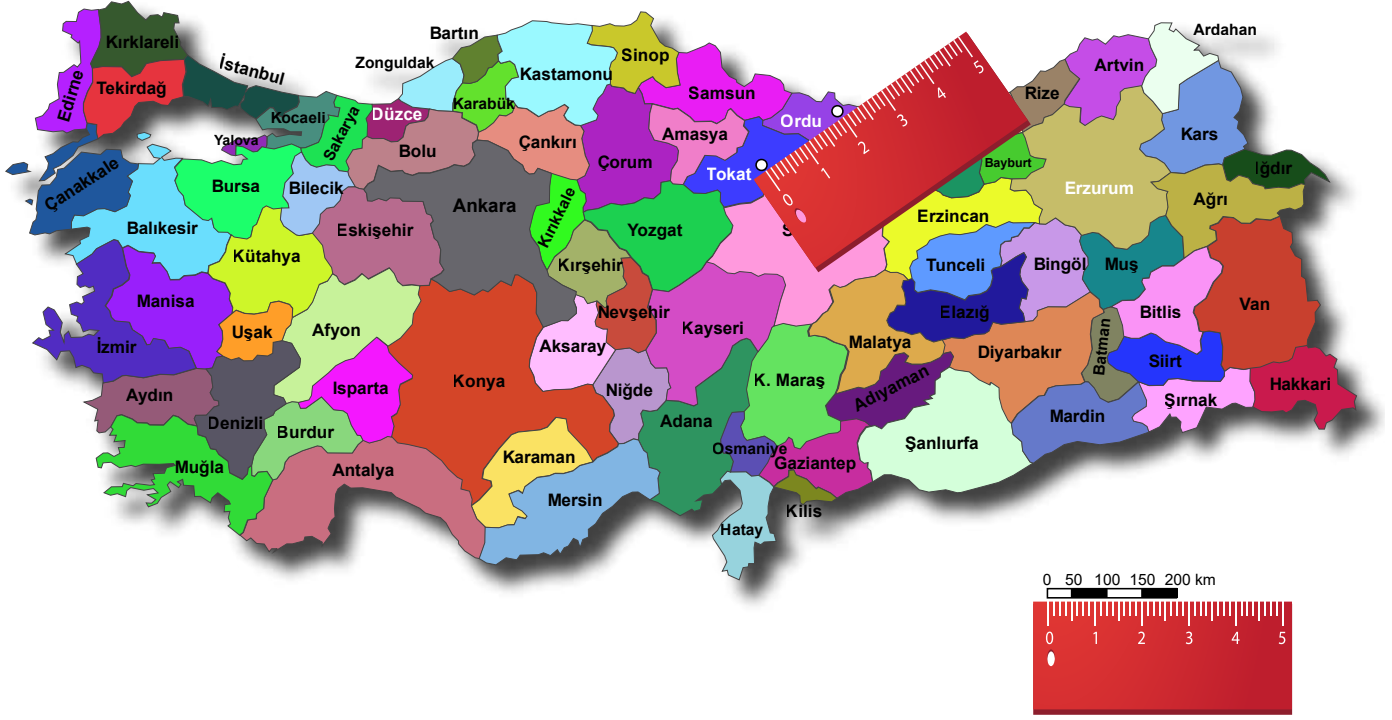 Kırklareli
Edirne
Tekirdağ
İstanbul
Kocaeli
Yalova
Sakarya
Düzce
Zonguldak
Bartın
Karabük
Kastamonu
Sinop
Samsun
Ordu
Rize
Artvin
Ardahan
Kars
Iğdır
Çanakkale
Balıkesir
Bursa
Bilecik
Bolu
Çankırı
Çorum
Amasya
Tokat
Bayburt
Erzurum
Ağrı
Kütahya
Eskişehir
Ankara
Kırıkkale
Yozgat
S
Erzincan
Tunceli
Bingöl
Muş
Manisa
Uşak
Afyon
Kırşehir
Nevşehir
Kayseri
Malatya
Elazığ
Bitlis
Van
İzmir
Aydın
Denizli
Isparta
Konya
Aksaray
Niğde
K. Maraş
Adıyaman
Diyarbakır
Batman
Siirt
Şırnak
Hakkari
Muğla
Burdur
Antalya
Karaman
Mersin
Adana
Osmaniye
Gaziantep
Şanlıurfa
Mardin
Kilis
Hatay
0 1 2 3 4 5
0 50 100 150 200 km
0 1 2 3 4 5